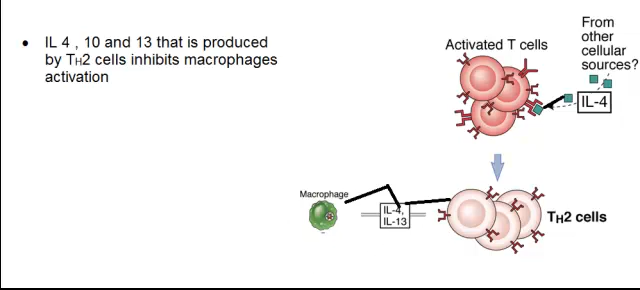 • IL 4 , 10 and 13 that is produced
by TH2 cells inhibits macrophages
activation
Activated T cells
From
other
cellular
sources?
IL-4
Macrophage
IL-4,
IL-13
TH2 cells